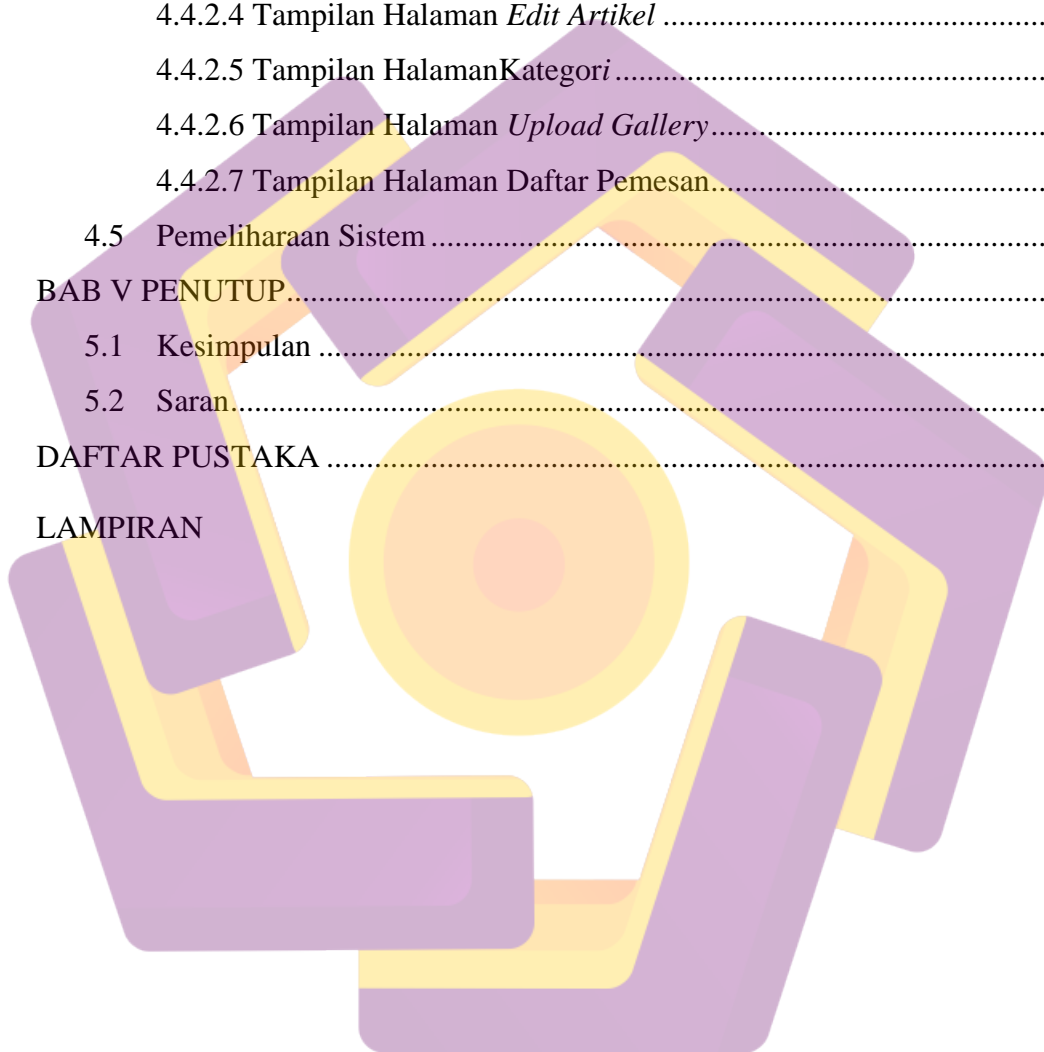 4.4.2.4 Tampilan Halaman Edit Artikel ................................................
4.4.2.5 Tampilan HalamanKategori ......................................................
4.4.2.6 Tampilan Halaman Upload Gallery..........................................
4.4.2.7 Tampilan Halaman Daftar Pemesan..........................................
4.5 Pemeliharaan Sistem ..............................................................................
BAB V PENUTUP................................................................................................
5.1 Kesimpulan ............................................................................................
5.2 Saran.......................................................................................................
DAFTAR PUSTAKA ...........................................................................................
LAMPIRAN